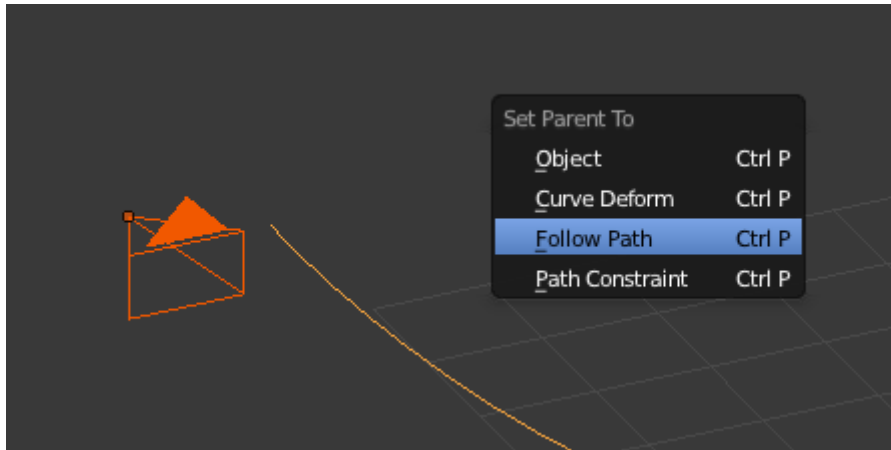 Set Parent To
Object Ctrl P
Curve Deform Ctrl P
Follow Path Ctrl P
Path Constraint Ctrl P